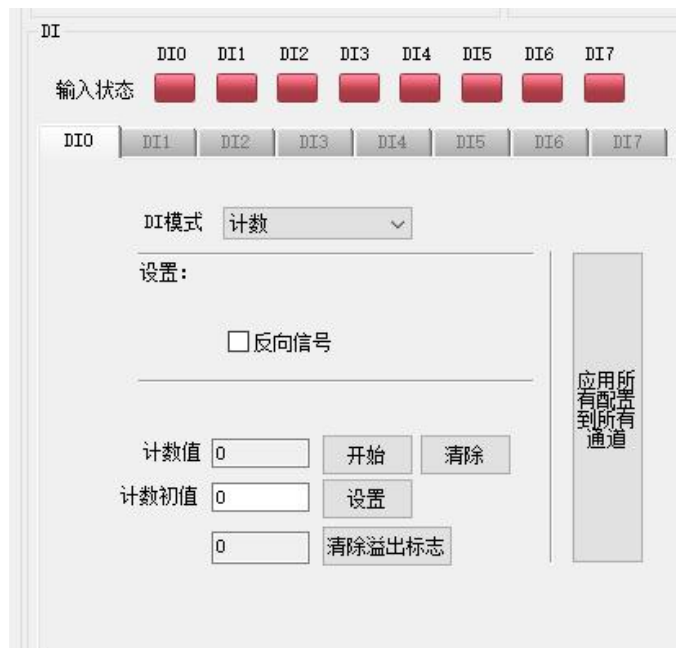 DI
DI0 DI1 DI2 DI3 DI4 DI5 DI6 DI7
输入状态
DI0 DI1 DI2 DI3 DI4 DI5 DI6 DI7
DI模式 计数
设置:
反向信号
应用所
有配置
到所有
通道
计数值 0 开始 清除
计数初值 0 设置
0 清除溢出标志